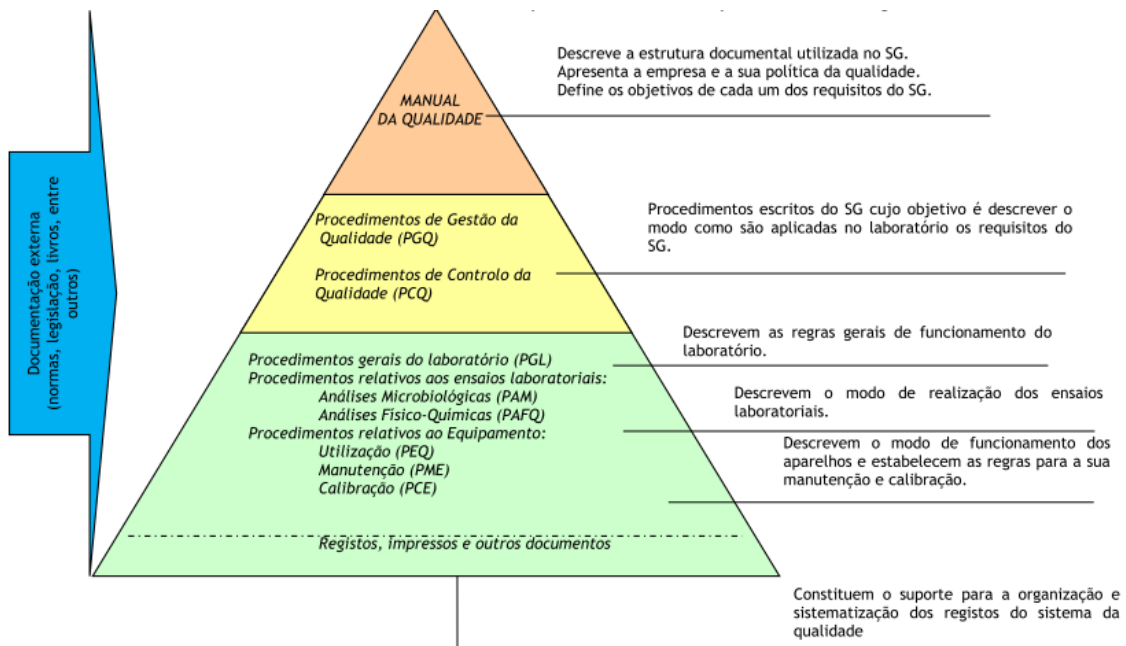 Descreve a estrutura documental utilizada no SG.
Apresenta a empresa e a sua política da qualidade.
Define os objetivos de cada um dos requisitos do SG.
MANUAL
DA QUALIDADE
Documentação externa
(normas, legislação, livros, entre
outros)
Procedimentos de Gestão da
Qualidade (PGQ)
Procedimentos de Controlo da
Qualidade (PCQ)
Procedimentos escritos do SG cujo objetivo é descrever o
modo como são aplicadas no laboratório os requisitos do
SG.
Procedimentos gerais do laboratório (PGL)
Procedimentos relativos aos ensaios laboratoriais:
Análises Microbiológicas (PAM)
Análises Físico-Químicas (PAFQ)
Procedimentos relativos ao Equipamento:
Utilização (PEQ)
Manutenção (PME)
Calibração (PCE)
Descrevem as regras gerais de funcionamento do
laboratório.
Descrevem o modo de realização dos ensaios
laboratoriais.
Descrevem o modo de funcionamento dos
aparelhos e estabelecem as regras para a sua
manutenção e calibração.
Registos, impressos e outros documentos
Constituem o suporte para a organização e
sistematização dos registos do sistema da
qualidade